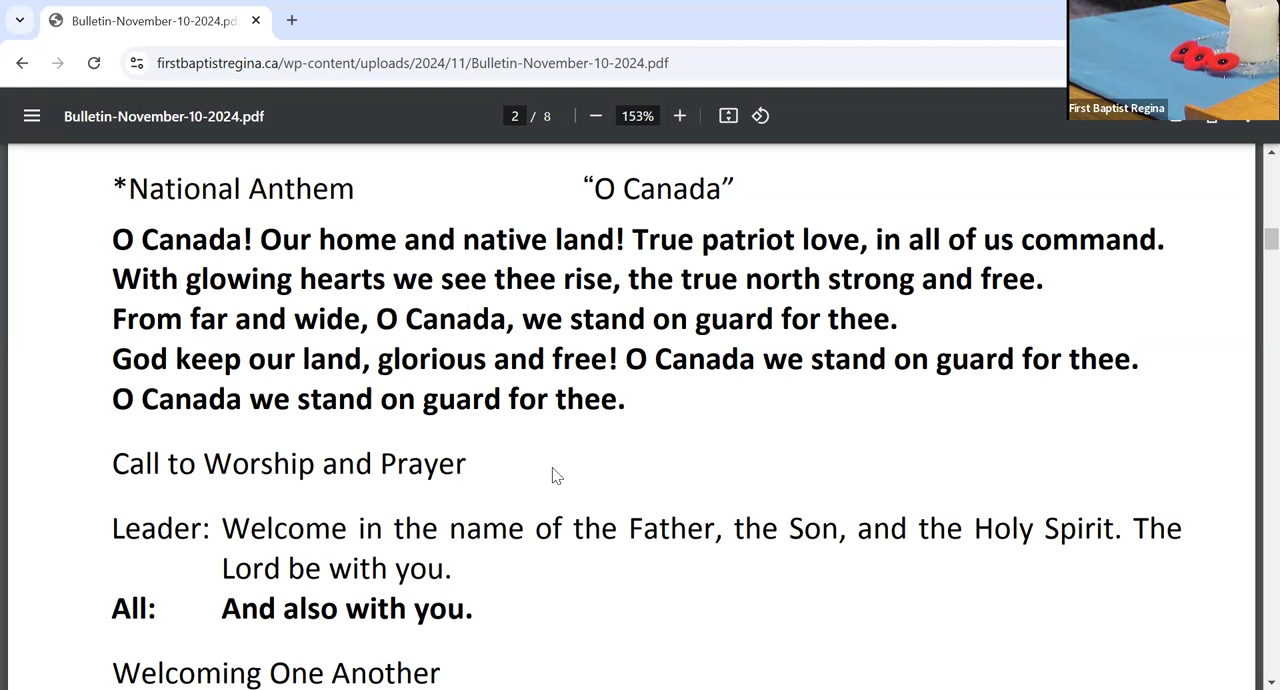 Bulletin-November-10-2024.pd
firstbaptistregina.ca/wp-content/uploads/2024/11/Bulletin-November-10-2024.pdf
First Baptist Regina
Bulletin-November-10-2024.pdf
2 / 8
153%
*National Anthem “O Canada”
O Canada! Our home and native land! True patriot love, in all of us command.
With glowing hearts we see thee rise, the true north strong and free.
From far and wide, O Canada, we stand on guard for thee.
God keep our land, glorious and free! O Canada we stand on guard for thee.
O Canada we stand on guard for thee.
Call to Worship and Prayer
Leader: Welcome in the name of the Father, the Son, and the Holy Spirit. The
Lord be with you.
All: And also with you.
Welcoming One Another